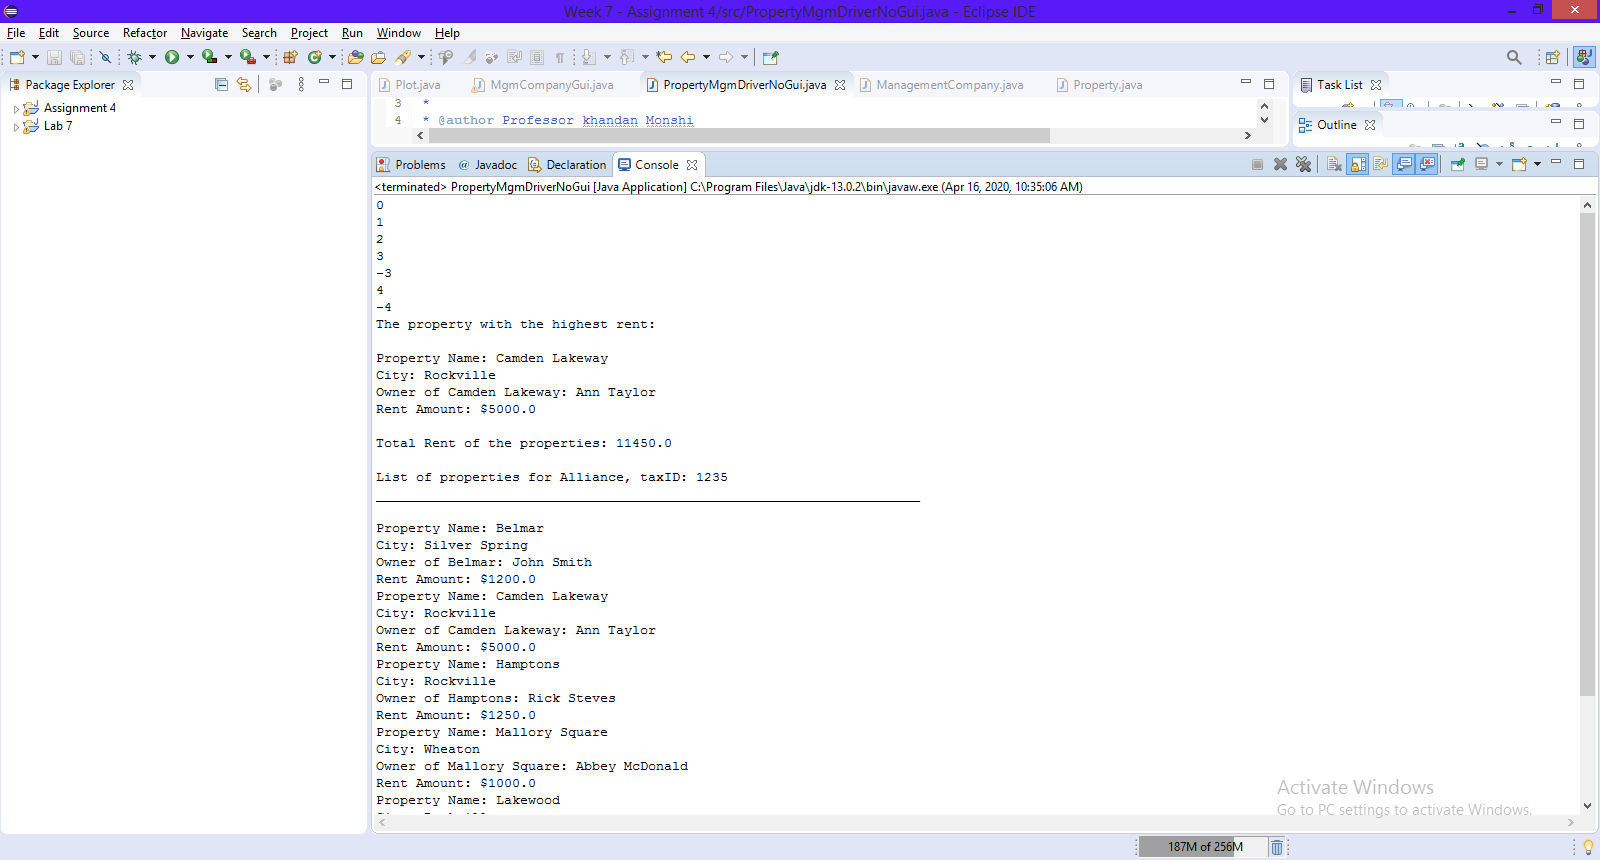 Week 7 - Assignment 4/src/PropertyMgmDriverNoGui.java - Eclipse IDE
File Edit Source Refactor Navigate Search Project Run Window Help
Package Explorer
Assignment 4
Lab 7
Plot.java MgmCompanyGui.java PropertyMgmDriverNoGui.java ManagementCompany.java Property.java
3 *
4 * @author Professor khandan Monshi
Task List
Outline
Problems @ Javadoc Declaration Console
<terminated> PropertyMgmDriverNoGui [Java Application] C:\Program Files\Java\jdk-13.0.2\bin\javaw.exe (Apr 16, 2020, 10:35:06 AM)
0
1
2
3
-3
4
-4
The property with the highest rent:
Property Name: Camden Lakeway
City: Rockville
Owner of Camden Lakeway: Ann Taylor
Rent Amount: $5000.0
Total Rent of the properties: 11450.0
List of properties for Alliance, taxID: 1235
____________________________________________________________________
Property Name: Belmar
City: Silver Spring
Owner of Belmar: John Smith
Rent Amount: $1200.0
Property Name: Camden Lakeway
City: Rockville
Owner of Camden Lakeway: Ann Taylor
Rent Amount: $5000.0
Property Name: Hamptons
City: Rockville
Owner of Hamptons: Rick Steves
Rent Amount: $1250.0
Property Name: Mallory Square
City: Wheaton
Owner of Mallory Square: Abbey McDonald
Rent Amount: $1000.0
Property Name: Lakewood
Activate Windows
Go to PC settings to activate Windows.
187M of 256M